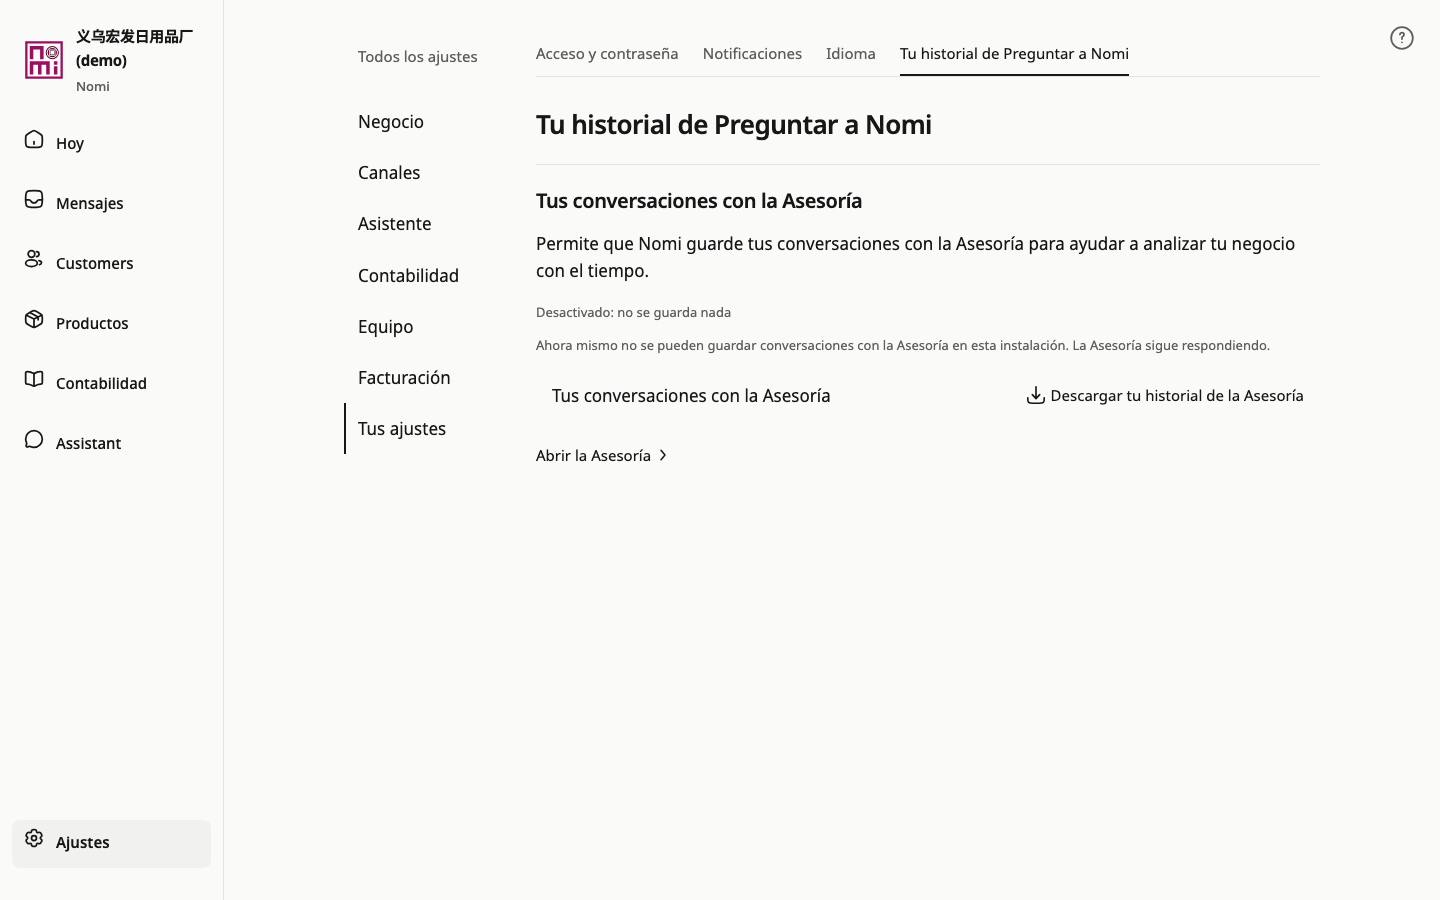 义乌宏发日用品厂
(demo)
Nomi
Hoy
Mensajes
Customers
Productos
Contabilidad
Assistant
Ajustes
Todos los ajustes
Negocio
Canales
Asistente
Contabilidad
Equipo
Facturación
Tus ajustes
Acceso y contraseña
Notificaciones
Idioma
Tu historial de Preguntar a Nomi
Tu historial de Preguntar a Nomi
Tus conversaciones con la Asesoría
Permite que Nomi guarde tus conversaciones con la Asesoría para ayudar a analizar tu negocio
con el tiempo.
Desactivado: no se guarda nada
Ahora mismo no se pueden guardar conversaciones con la Asesoría en esta instalación. La Asesoría sigue respondiendo.
Tus conversaciones con la Asesoría
Descargar tu historial de la Asesoría
Abrir la Asesoría